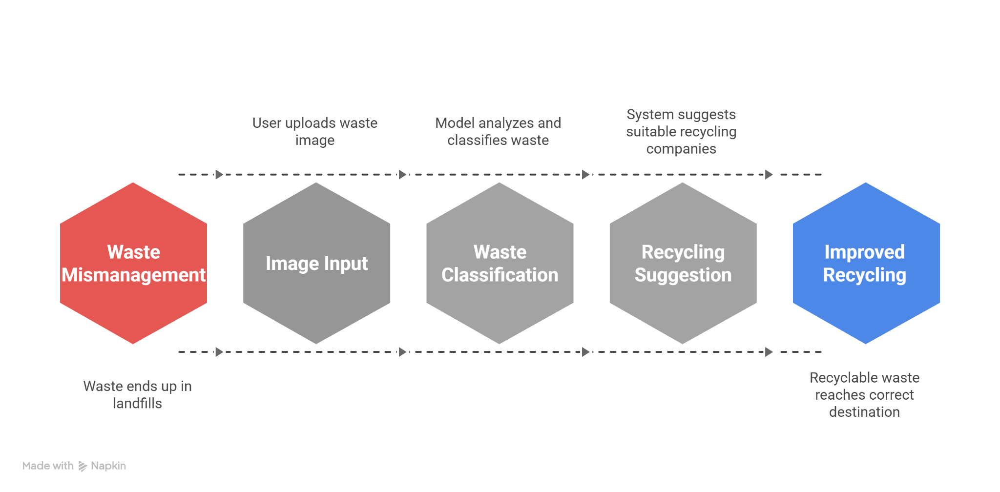 User uploads waste
image
Model analyzes and
classifies waste
System suggests
suitable recycling
companies
Waste
Mismanagement
Image Input
Waste
Classification
Recycling
Suggestion
Improved
Recycling
Waste ends up in
landfills
Recyclable waste
reaches correct
destination
Made with Napkin